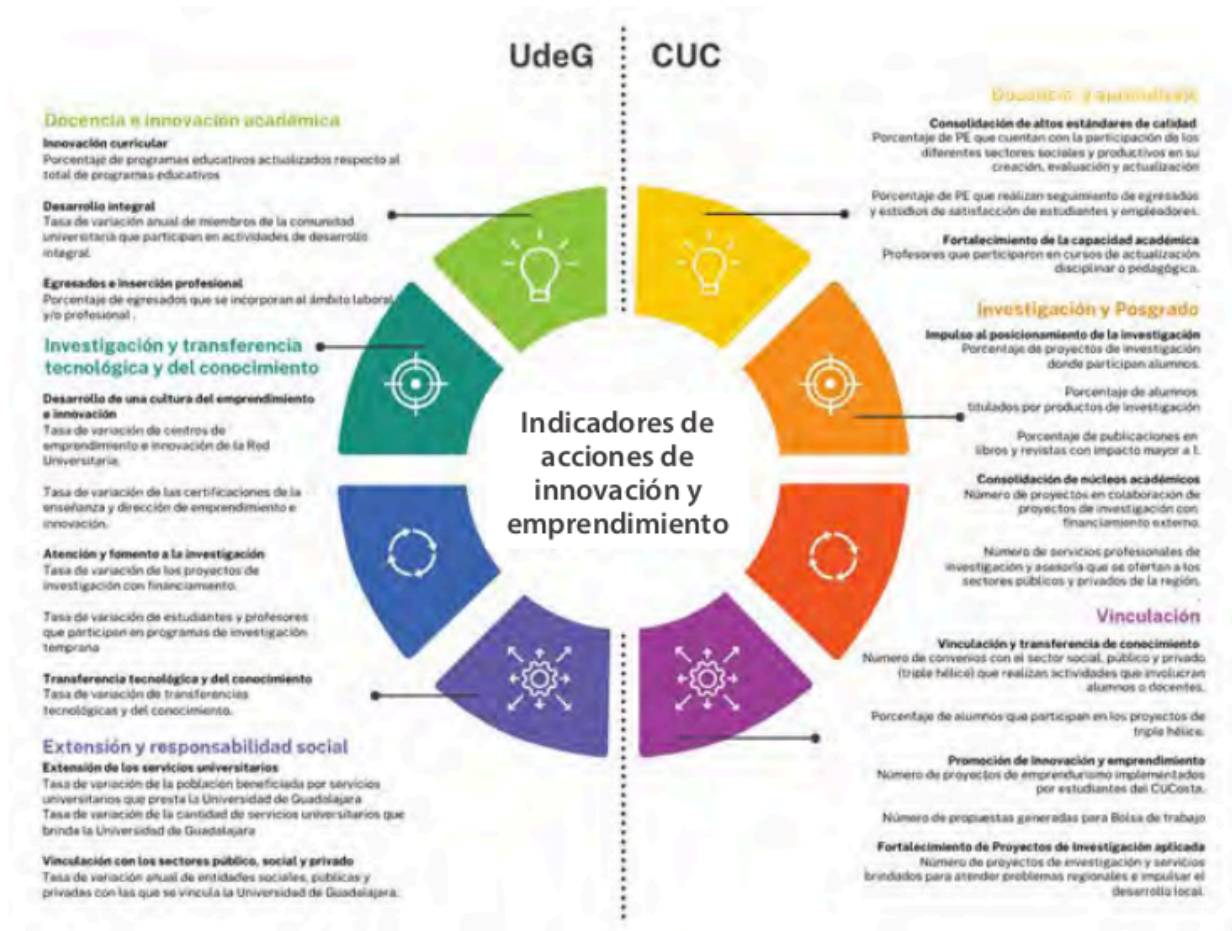 UdeG
CUC
Docencia e innovación académica
Innovación curricular
Porcentaje de programas educativos actualizados respecto al
total de programas educativos
Desarrollo integral
Tasa de variación anual de miembros de la comunidad
universitaria que participan en actividades de desarrollo
integral.
Egresados e inserción profesional
Porcentaje de egresados que se incorporan al ámbito laboral
y/o profesional .
Investigación y transferencia
tecnológica y del conocimiento
Desarrollo de una cultura del emprendimiento
e innovación
Tasa de variación de centros de
emprendimiento e innovación de la Red
Universitaria.
Tasa de variación de las certificaciones de la
enseñanza y dirección de emprendimiento e
innovación.
Atención y fomento a la investigación
Tasa de variación de los proyectos de
investigación con financiamiento.
Tasa de variación de estudiantes y profesores
que participan en programas de investigación
temprana
Transferencia tecnológica y del conocimiento
Tasa de variación de transferencias
tecnológicas y del conocimiento.
Extensión y responsabilidad social
Extensión de los servicios universitarios
Tasa de variación de la población beneficiada por servicios
universitarios que presta la Universidad de Guadalajara
Tasa de variación de la cantidad de servicios universitarios que
brinda la Universidad de Guadalajara
Vinculación con los sectores público, social y privado
Tasa de variación anual de entidades sociales, públicas y
privadas con las que se vincula la Universidad de Guadalajara.
Indicadores de
acciones de
innovación y
emprendimiento
Docencia y aprendizaje
Consolidación de altos estándares de calidad
Porcentaje de PE que cuentan con la participación de los
diferentes sectores sociales y productivos en su
creación, evaluación y actualización
Porcentaje de PE que realizan seguimiento de egresados
y estudios de satisfacción de estudiantes y empleadores.
Fortalecimiento de la capacidad académica
Profesores que participaron en cursos de actualización
disciplinar o pedagógica.
Investigación y Posgrado
Impulso al posicionamiento de la investigación
Porcentaje de proyectos de investigación
donde participan alumnos.
Porcentaje de alumnos
titulados por productos de investigación
Porcentaje de publicaciones en
libros y revistas con impacto mayor a 1.
Consolidación de núcleos académicos
Número de proyectos en colaboración de
proyectos de investigación con
financiamiento externo.
Número de servicios profesionales de
investigación y asesoría que se ofertan a los
sectores públicos y privados de la región.
Vinculación
Vinculación y transferencia de conocimiento
Número de convenios con el sector social, público y privado
(triple hélice) que realizan actividades que involucran
alumnos o docentes.
Porcentaje de alumnos que participan en los proyectos de
triple hélice.
Promoción de innovación y emprendimiento
Número de proyectos de emprendurismo implementados
por estudiantes del CUCosta.
Número de propuestas generadas para Bolsa de trabajo
Fortalecimiento de Proyectos de Investigación aplicada
Número de proyectos de investigación y servicios
brindados para atender problemas regionales e impulsar el
desarrollo local.